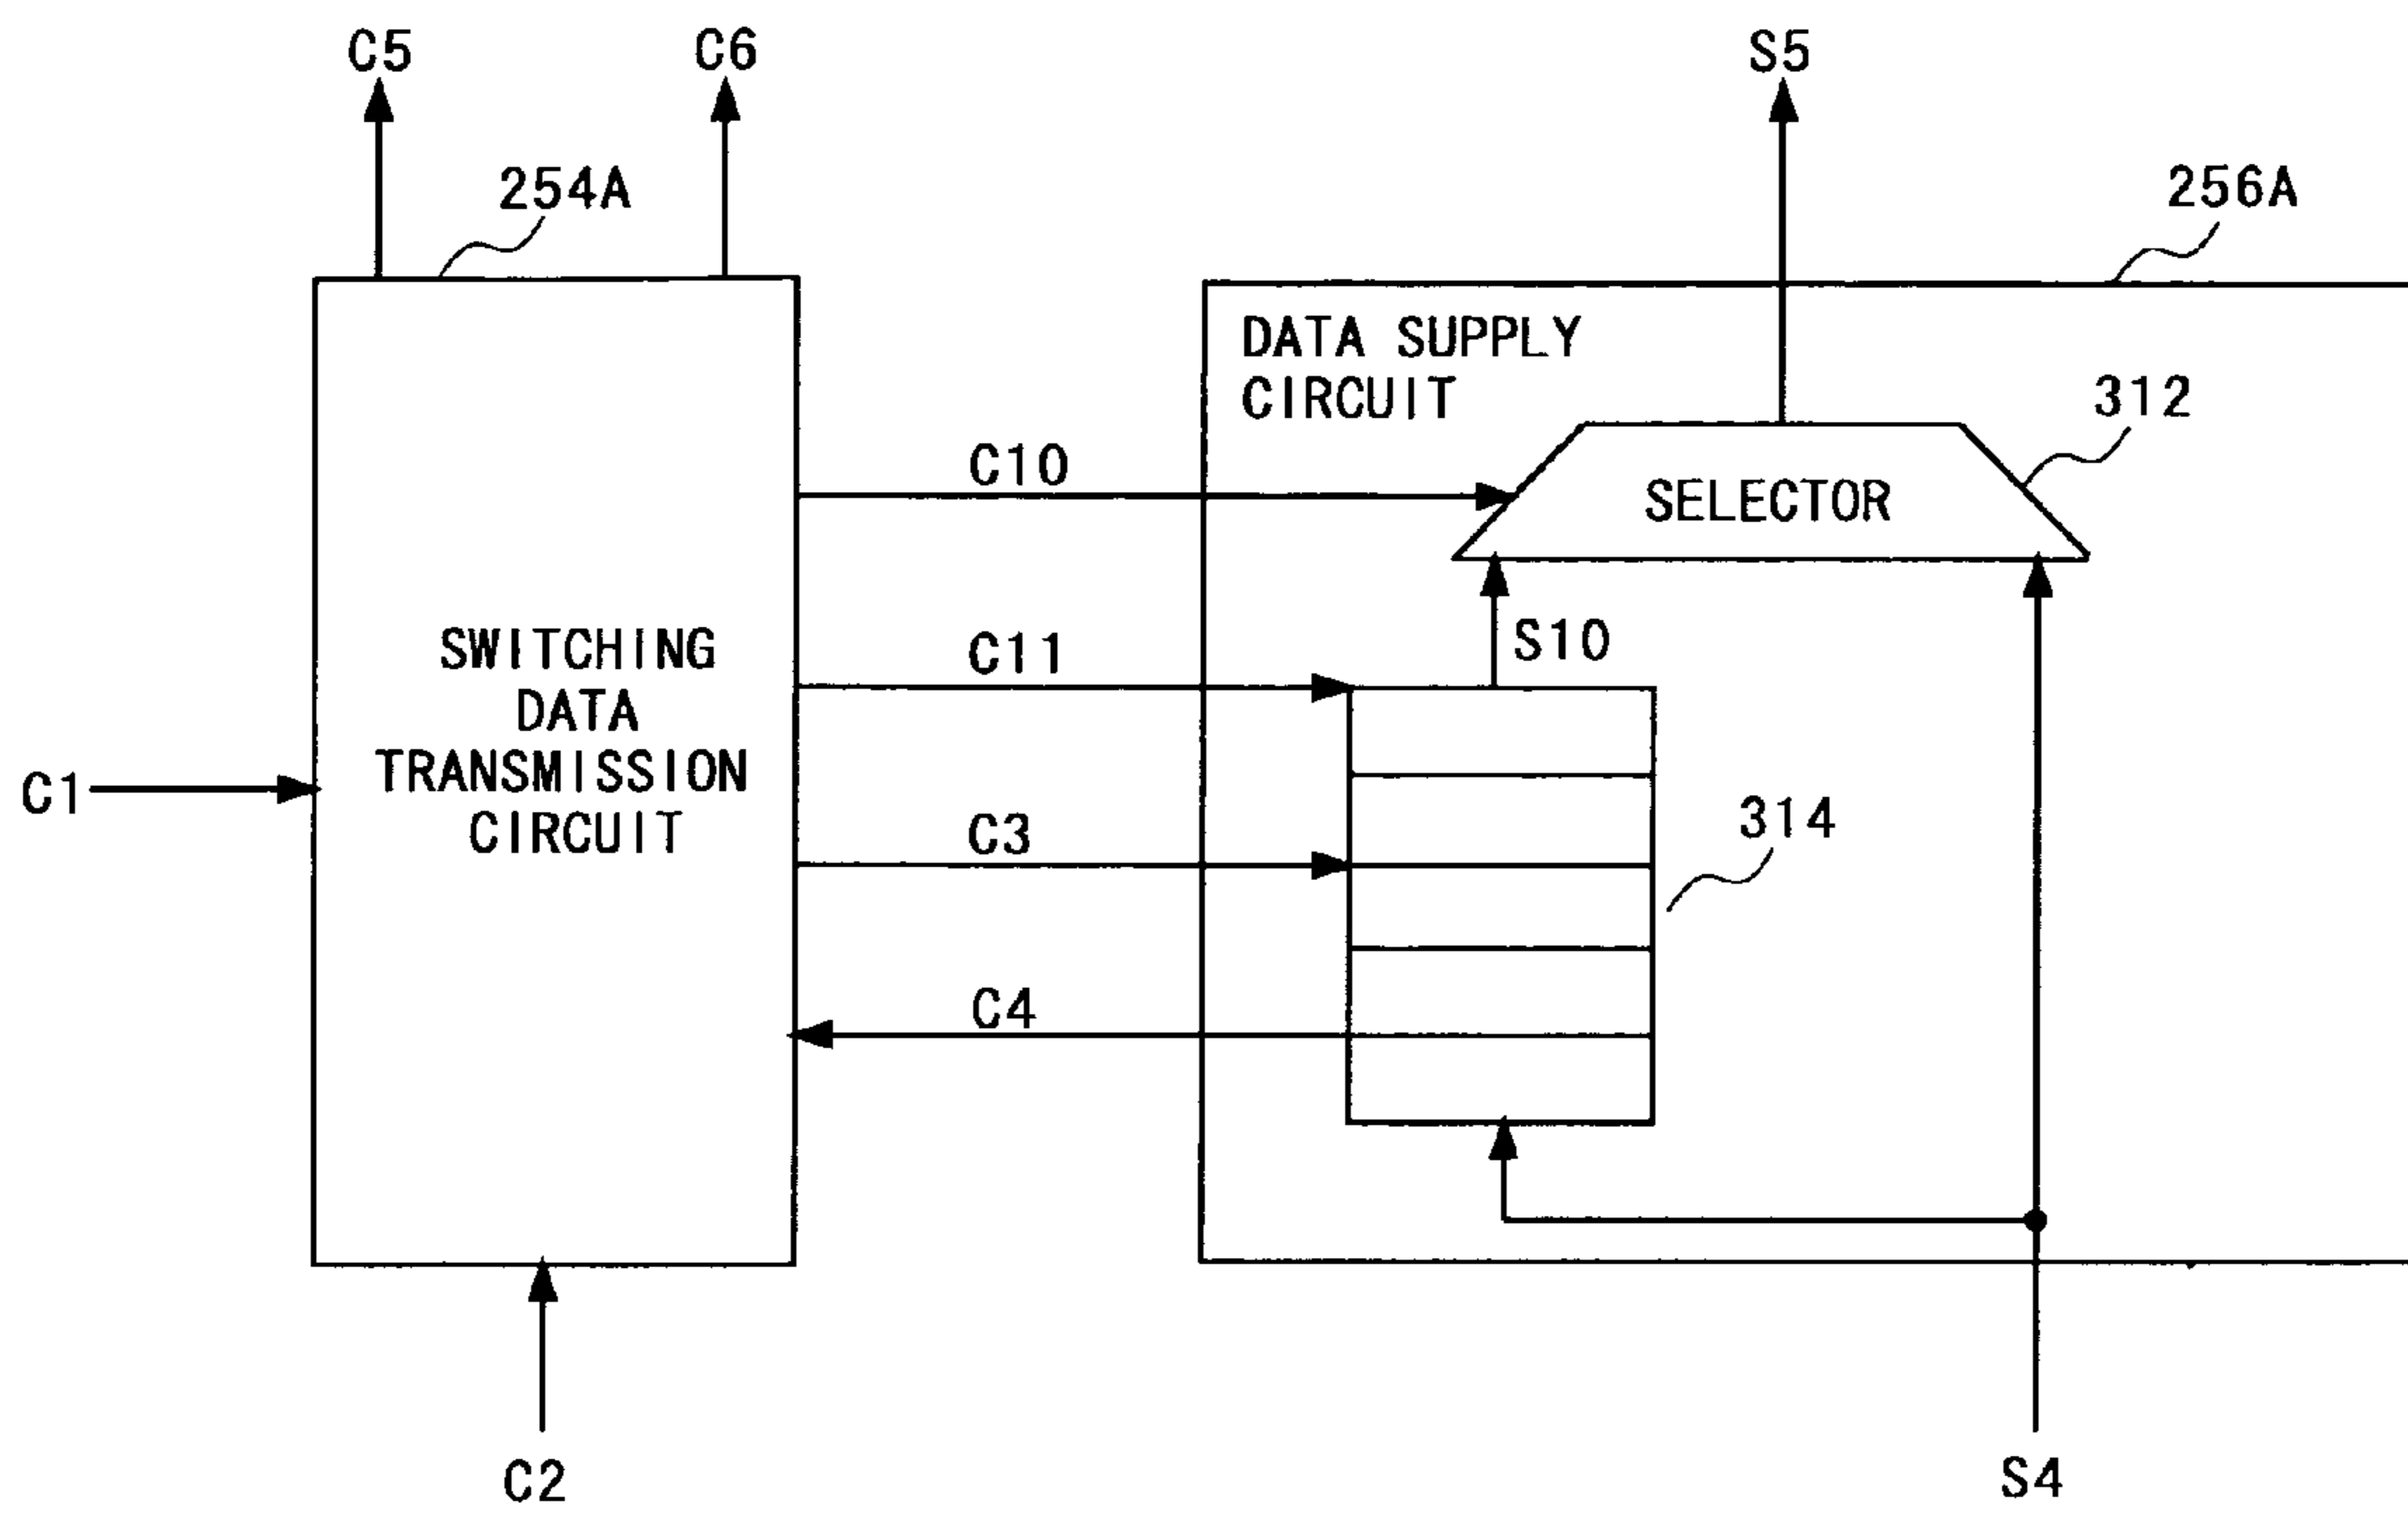 C5
C6
S5
254A
256A
DATA SUPPLY
CIRCUIT
312
C10
SELECTOR
S10
C11
SWITCHING
DATA
TRANSMISSION
CIRCUIT
C1
C3
314
C4
C2
S4